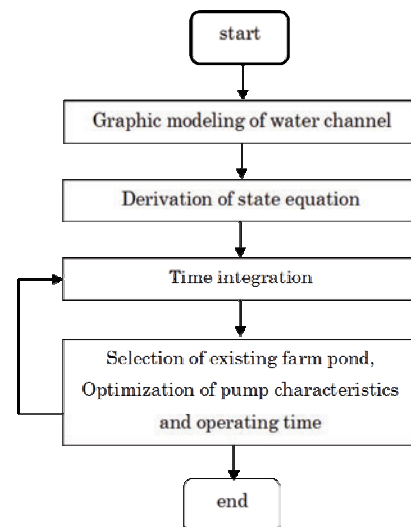 start
Graphic modeling of water channel
Derivation of state equation
Time integration
Selection of existing farm pond,
Optimization of pump characteristics
and operating time
end